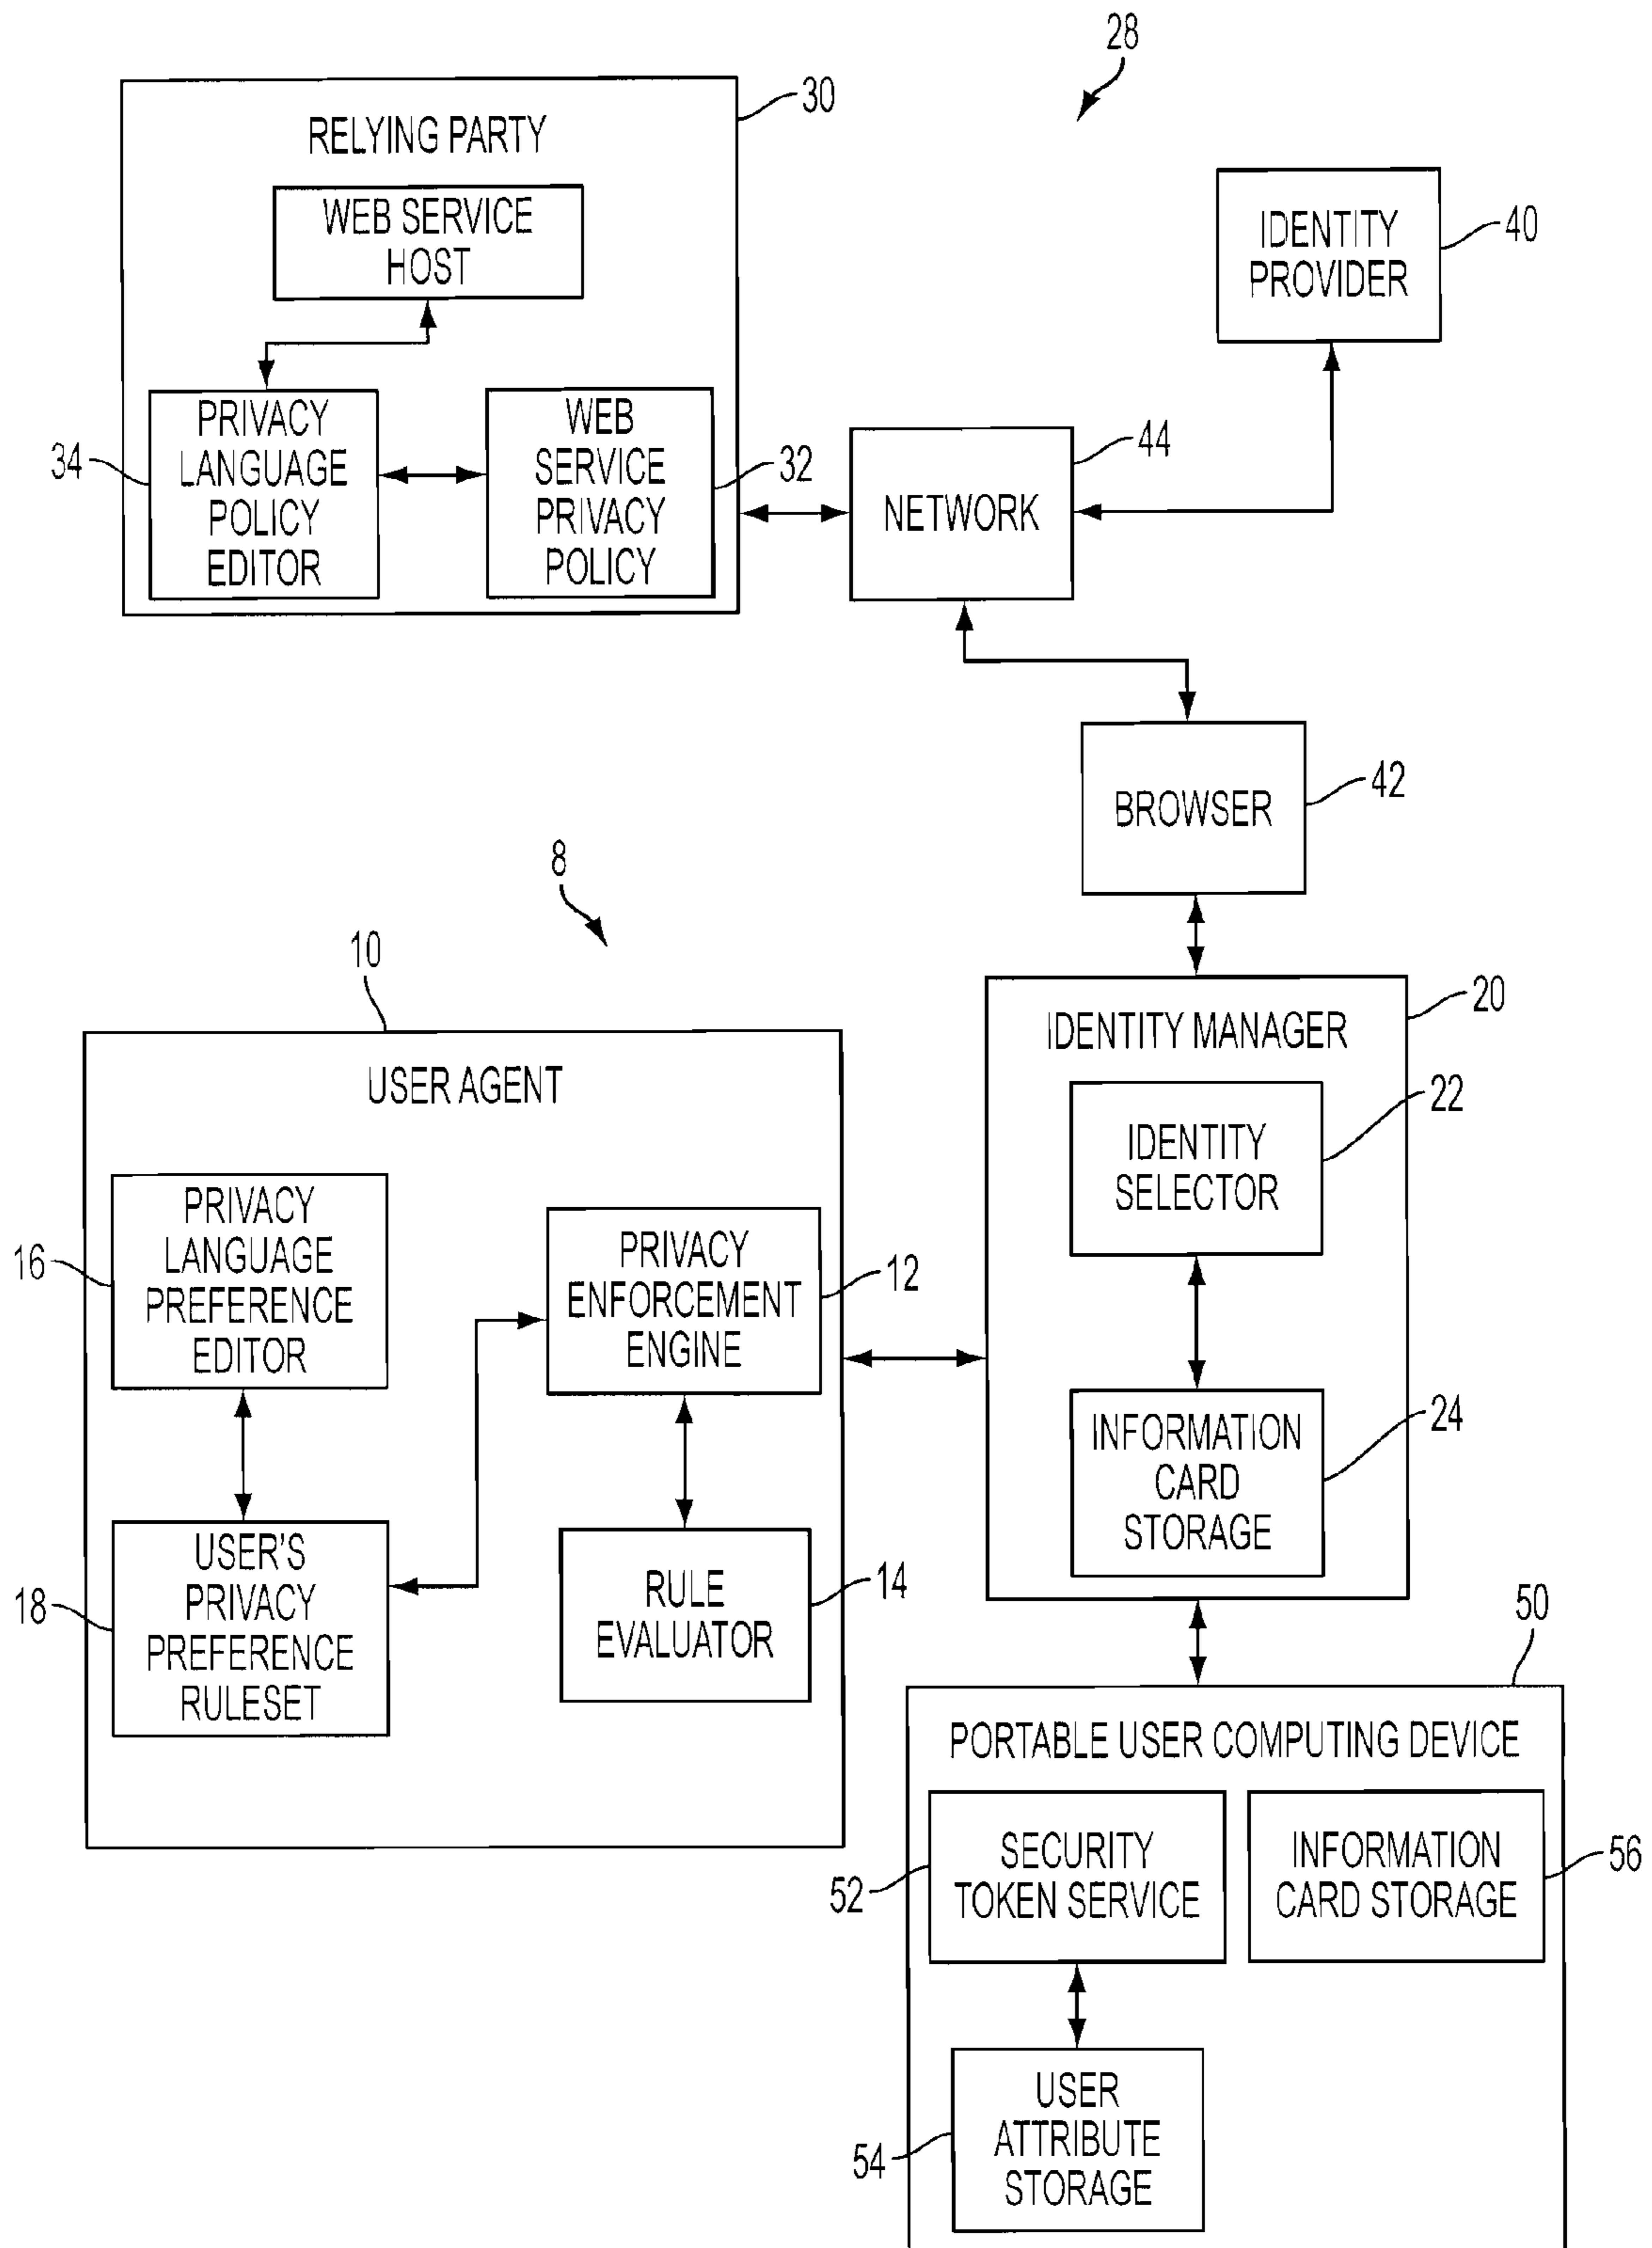 28
30
RELYING PARTY
WEB SERVICE
HOST
IDENTITY
PROVIDER
40
34
PRIVACY
LANGUAGE
POLICY
EDITOR
WEB
SERVICE
PRIVACY
POLICY
32
NETWORK
44
BROWSER
42
8
10
USER AGENT
16
PRIVACY
LANGUAGE
PREFERENCE
EDITOR
PRIVACY
ENFORCEMENT
ENGINE
12
18
USER'S
PRIVACY
PREFERENCE
RULESET
RULE
EVALUATOR
14
20
IDENTITY MANAGER
IDENTITY
SELECTOR
22
INFORMATION
CARD
STORAGE
24
50
PORTABLE USER COMPUTING DEVICE
52
SECURITY
TOKEN SERVICE
INFORMATION
CARD STORAGE
56
54
USER
ATTRIBUTE
STORAGE